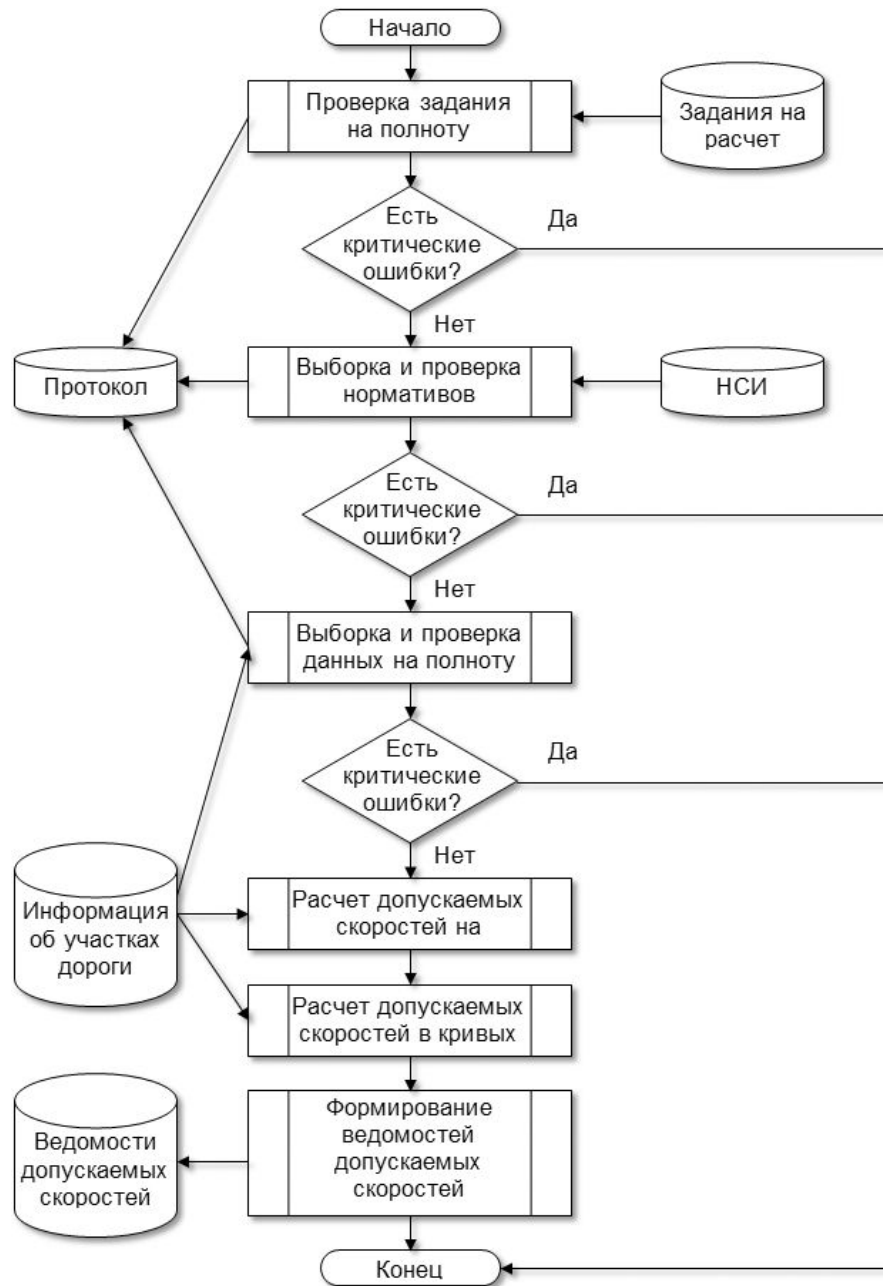 Начало
Проверка задания
на полноту
Задания на
расчет
Есть
критические
ошибки?
Да
Нет
Протокол
Выборка и проверка
нормативов
НСИ
Есть
критические
ошибки?
Да
Нет
Выборка и проверка
данных на полноту
Есть
критические
ошибки?
Да
Нет
Информация
об участках
дороги
Расчет допускаемых
скоростей на
Расчет допускаемых
скоростей в кривых
Ведомости
допускаемых
скоростей
Формирование
ведомостей
допускаемых
скоростей
Конец